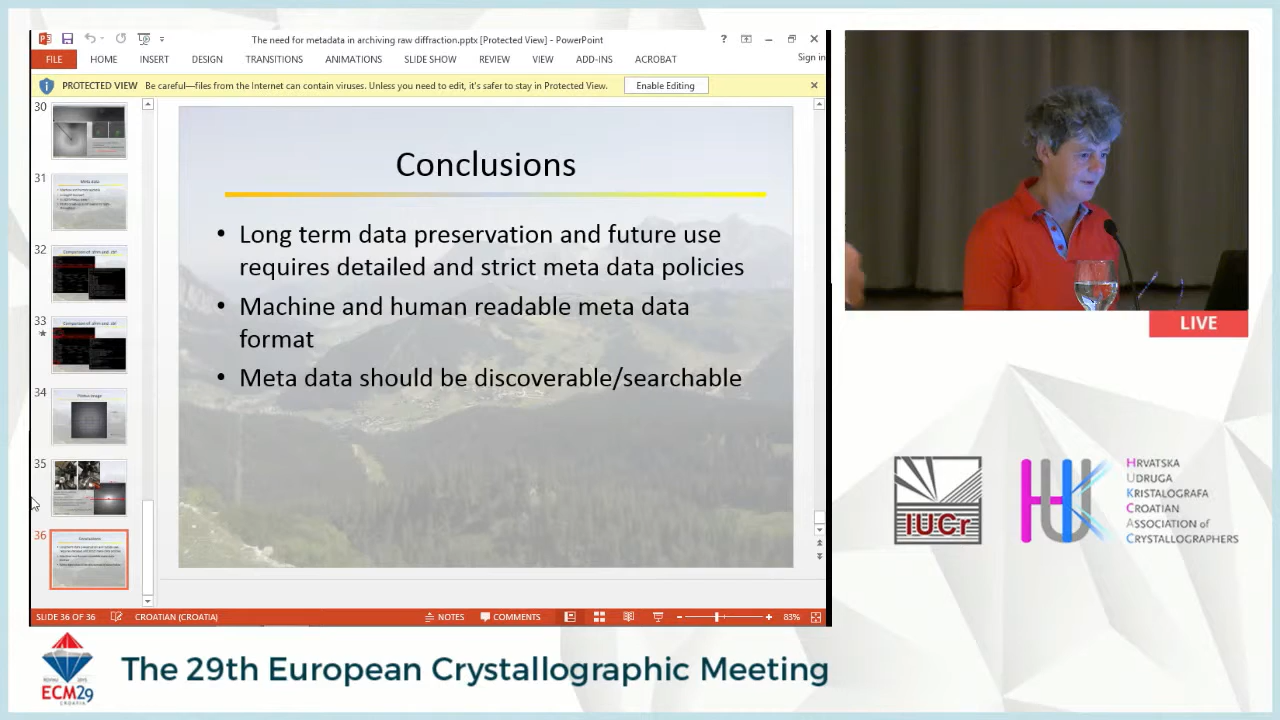 The need for metadata in archiving raw diffraction.pptx [Protected View] - PowerPoint
?
FILE
HOME
INSERT
DESIGN
TRANSITIONS
ANIMATIONS
SLIDE SHOW
REVIEW
VIEW
ADD-INS
ACROBAT
Sign in
PROTECTED VIEW Be careful—files from the Internet can contain viruses. Unless you need to edit, it's safer to stay in Protected View.
Enable Editing
30
31
32
33
34
35
36
Conclusions
• Long term data preservation and future use
requires detailed and strict meta data policies
• Machine and human readable meta data
format
• Meta data should be discoverable/searchable
SLIDE 36 OF 36
CROATIAN (CROATIA)
NOTES
COMMENTS
83%
LIVE
IUCr
HRVATSKA
UDRUGA
KRISTALOGRAFA
CROATIAN
ASSOCIATION of
CRYSTALLOGRAPHERS
ECM29
CROATIA
The 29th European Crystallographic Meeting